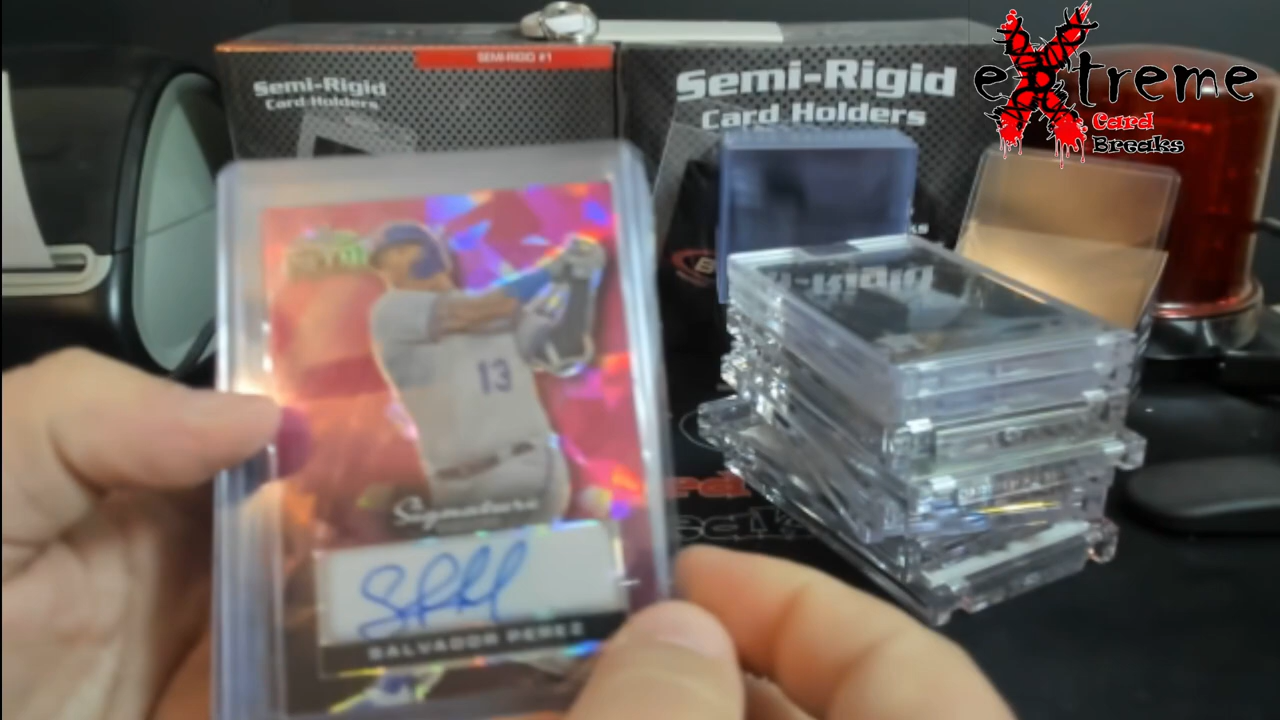 SEMI-RIGID #1
Semi-Rigid
Card Holders
Semi-Rigid
Card Holders
eXtreme
Card
Breaks
13
Signature
SALVADOR PEREZ